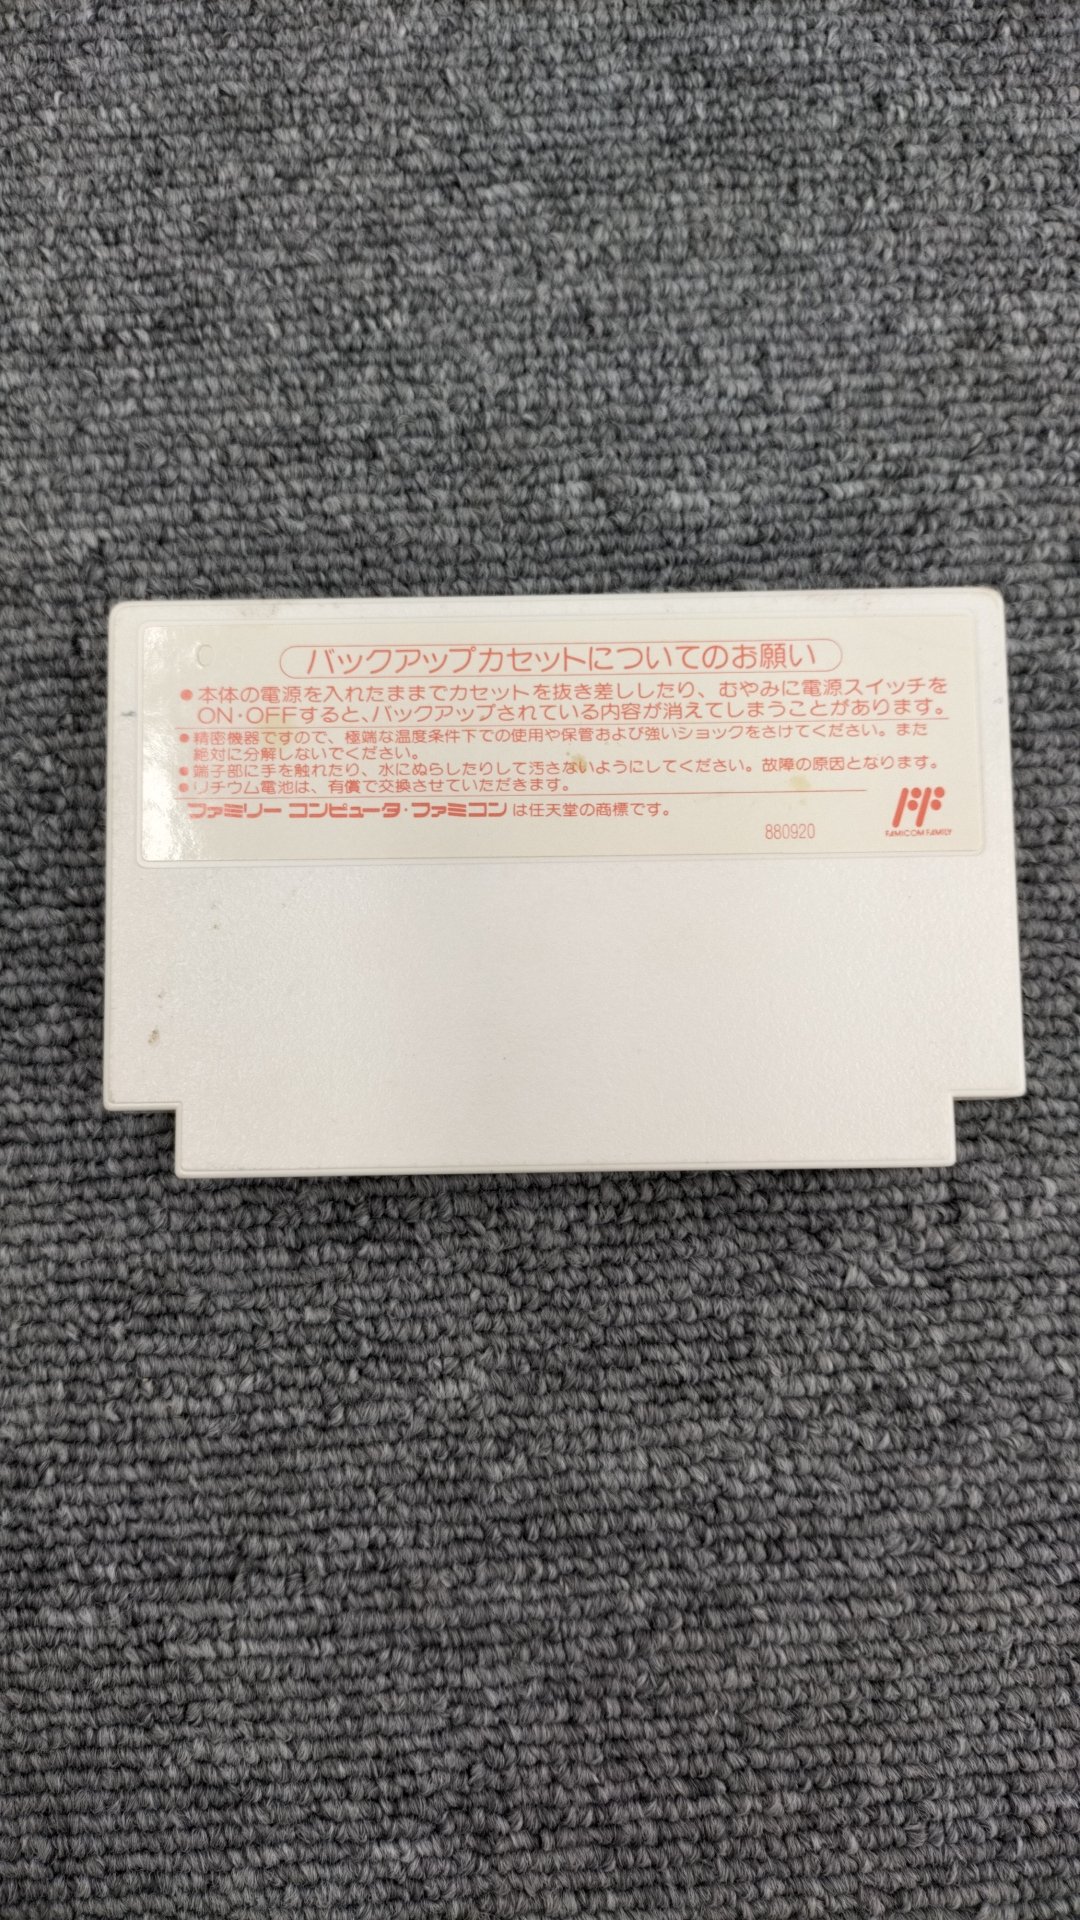 バックアップカセットについてのお願い
●本体の電源を入れたままでカセットを抜き差ししたり、むやみに電源スイッチを
ON・OFFすると、バックアップされている内容が消えてしまうことがあります。
●精密機器ですので、極端な温度条件下での使用や保管および強いショックをさけてください。また
絶対に分解しないでください。
●端子部に手を触れたり、水にぬらしたりして汚さないようにしてください。故障の原因となります。
●リチウム電池は、有償で交換させていただきます。
ファミリー コンピュータ・ファミコン は任天堂の商標です。
880920
FAMICOM FAMILY